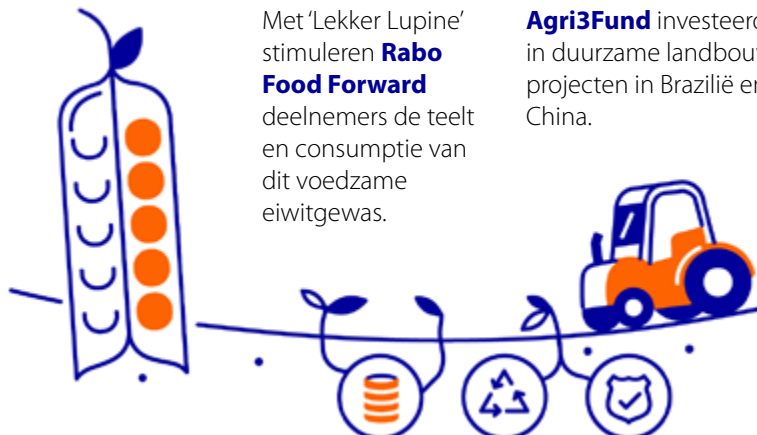 Met ‘Lekker Lupine’
stimuleren Rabo
Food Forward
deelnemers de teelt
en consumptie van
dit voedzame
eiwitgewas.
Agri3Fund
in duurzame
projecten in Brazilië
China.